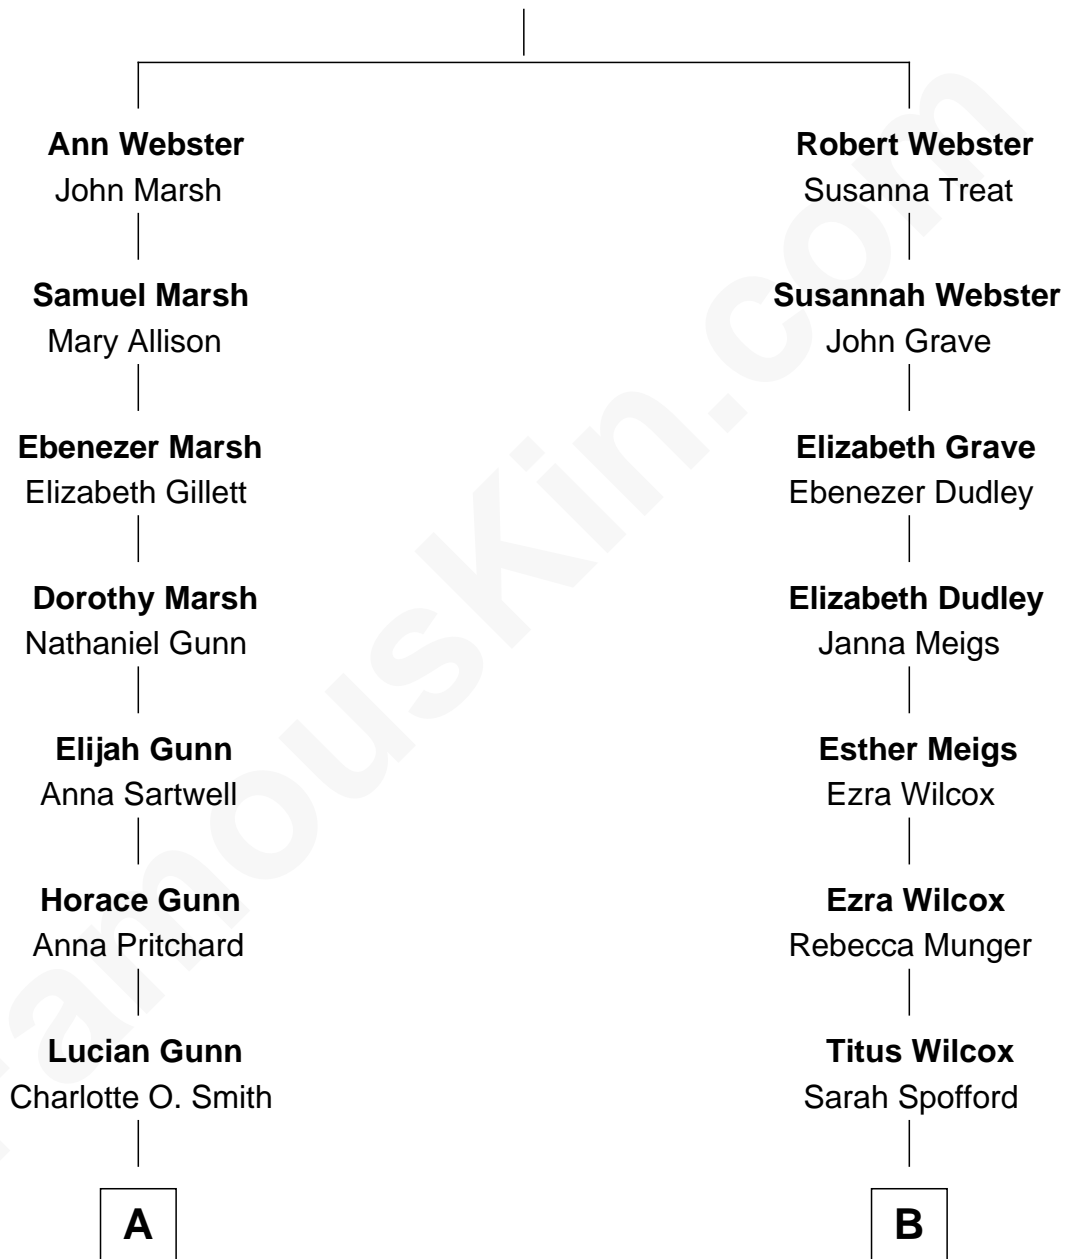 Ann Webster
John Marsh
Samuel Marsh
Mary Allison
Ebenezer Marsh
Elizabeth Gillett
Dorothy Marsh
Nathaniel Gunn
Elijah Gunn
Anna Sartwell
Horace Gunn
Anna Pritchard
Lucian Gunn
Charlotte O. Smith
A
Robert Webster
Susanna Treat
Susannah Webster
John Grave
Elizabeth Grave
Ebenezer Dudley
Elizabeth Dudley
Janna Meigs
Esther Meigs
Ezra Wilcox
Ezra Wilcox
Rebecca Munger
Titus Wilcox
Sarah Spofford
B
FamousKin.com